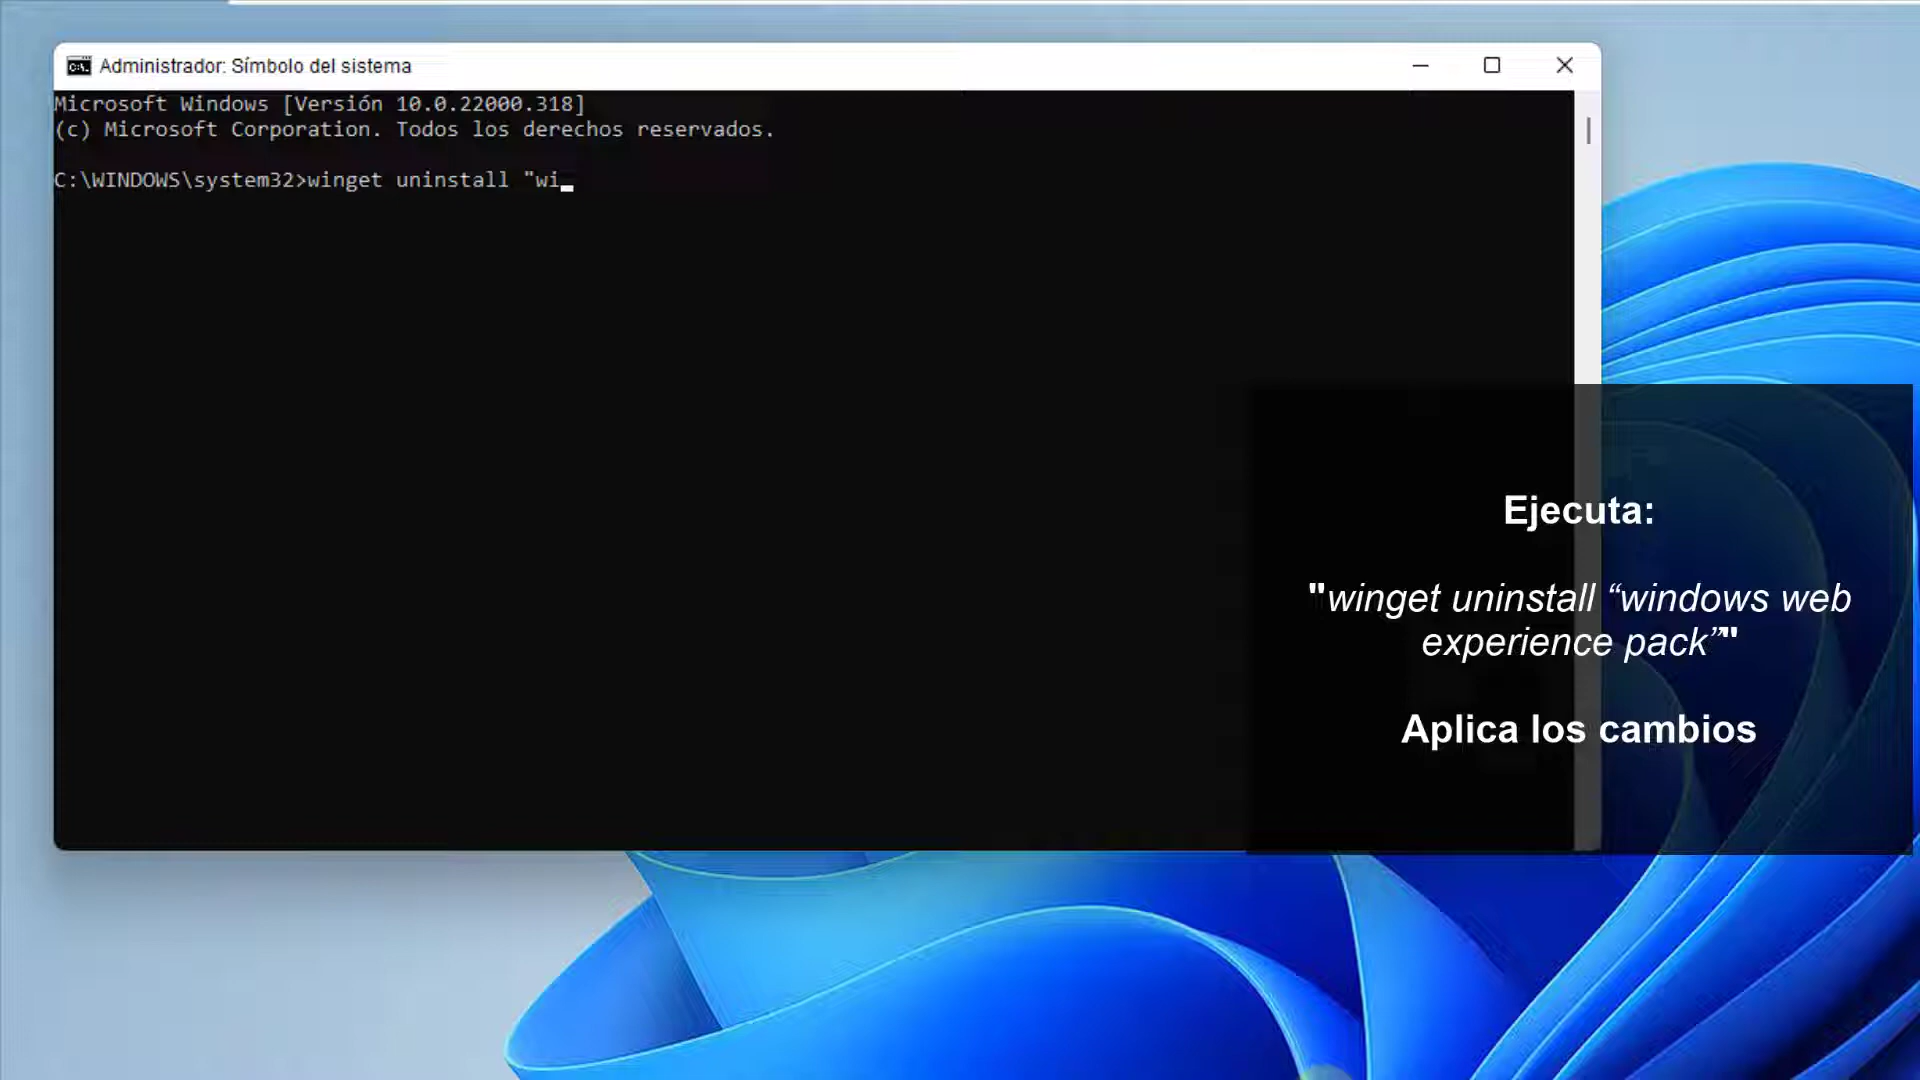 Administrador: Símbolo del sistema
Microsoft Windows [Versión 10.0.22000.318]
(c) Microsoft Corporation. Todos los derechos reservados.
C:\WINDOWS\system32>winget uninstall "wi
Ejecuta:
"winget uninstall “windows web
experience pack”"
Aplica los cambios